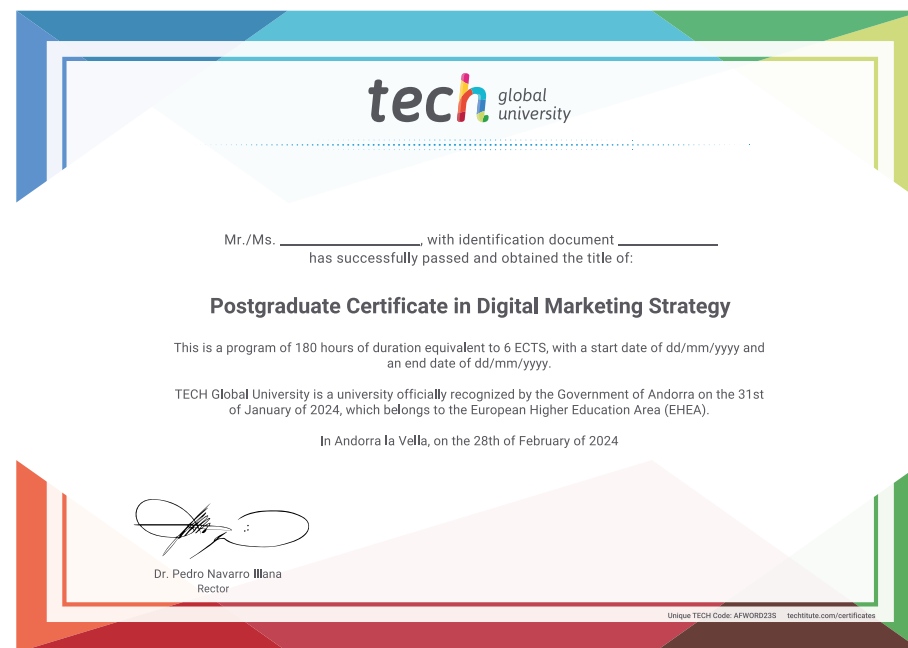 tech global university
Mr./Ms. ____________, with identification document ____________
has successfully passed and obtained the title of:
Postgraduate Certificate in Digital Marketing Strategy
This is a program of 180 hours of duration equivalent to 6 ECTS, with a start date of dd/mm/yyyy and
an end date of dd/mm/yyyy.
TECH Global University is a university officially recognized by the Government of Andorra on the 31st
of January of 2024, which belongs to the European Higher Education Area (EHEA).
In Andorra la Vella, on the 28th of February of 2024
Dr. Pedro Navarro Illana
Rector
Unique TECH Code: AFWORD23S techtitute.com/certificates